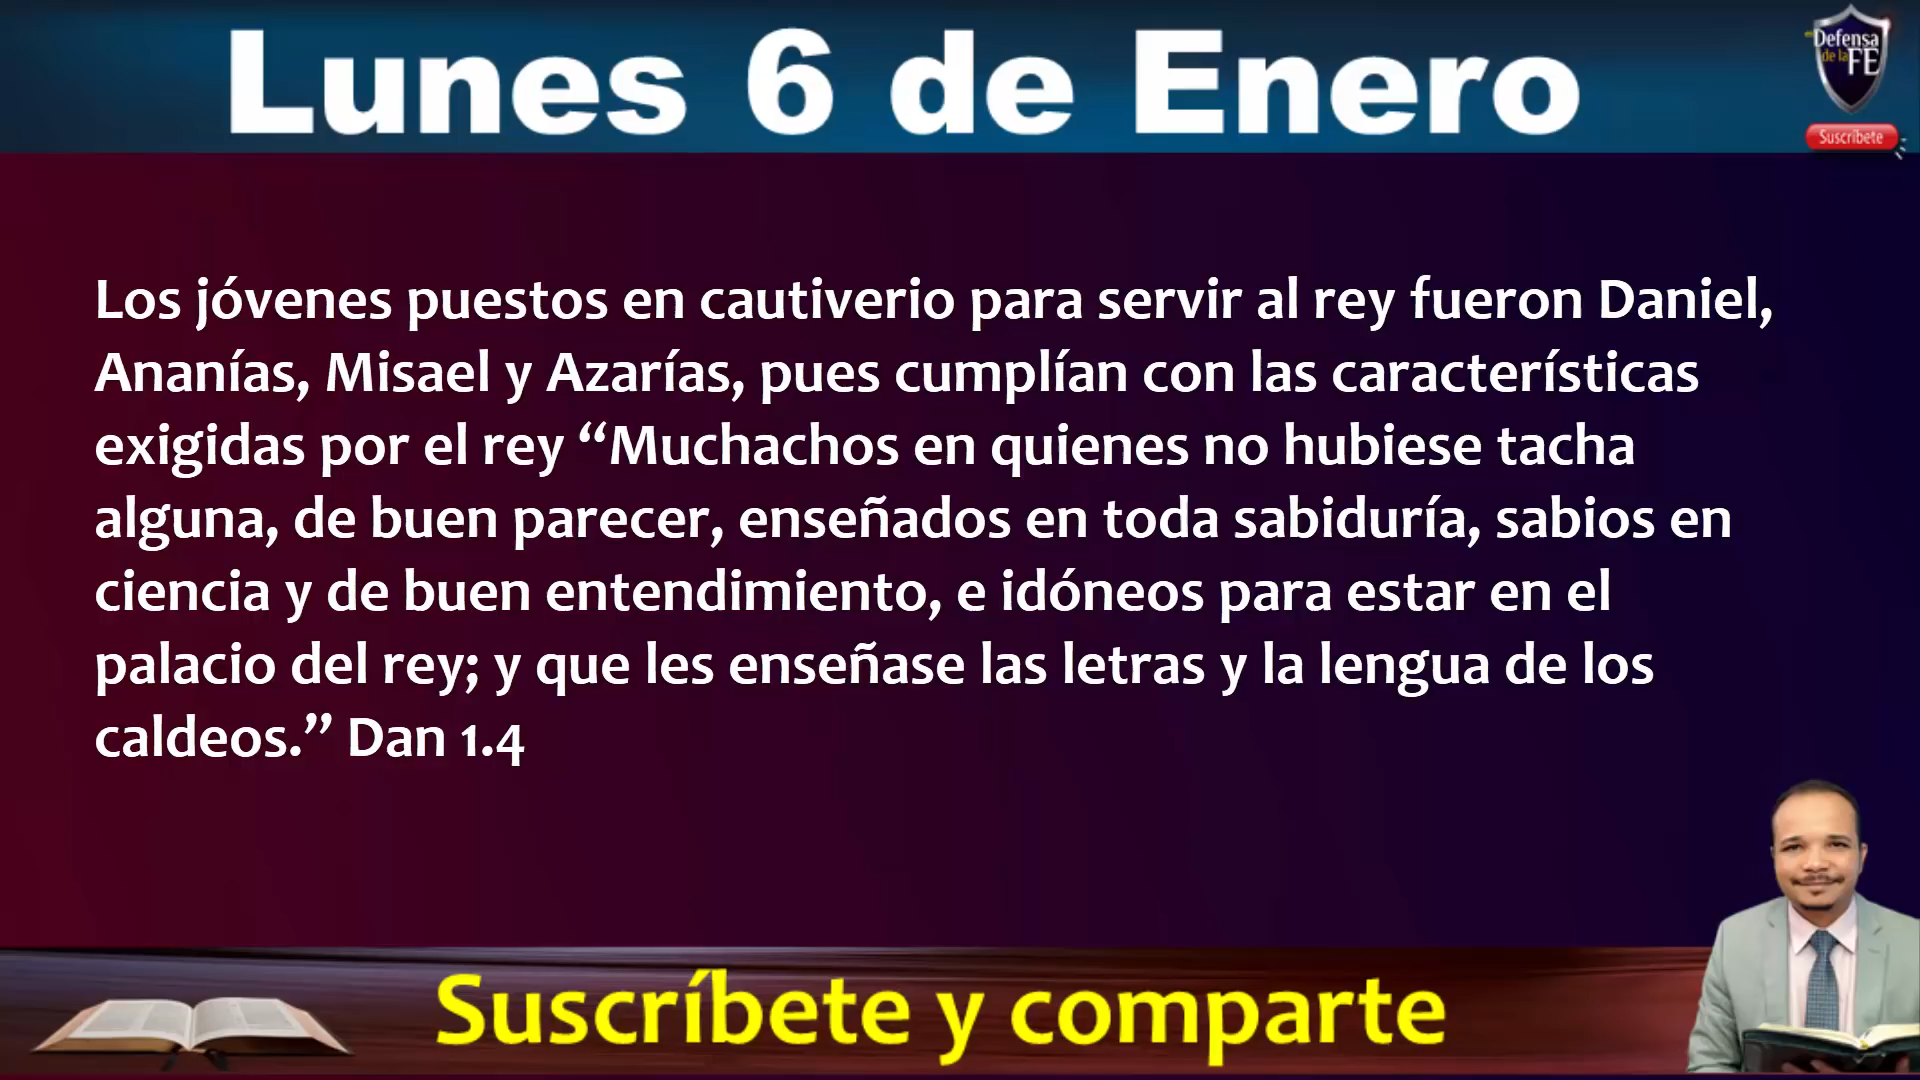 Lunes 6 de Enero
Defensa
de la FE
Suscríbete
Los jóvenes puestos en cautiverio para servir al rey fueron Daniel,
Ananías, Misael y Azarías, pues cumplían con las características
exigidas por el rey “Muchachos en quienes no hubiese tacha
alguna, de buen parecer, enseñados en toda sabiduría, sabios en
ciencia y de buen entendimiento, e idóneos para estar en el
palacio del rey; y que les enseñase las letras y la lengua de los
caldeos.” Dan 1.4
Suscríbete y comparte